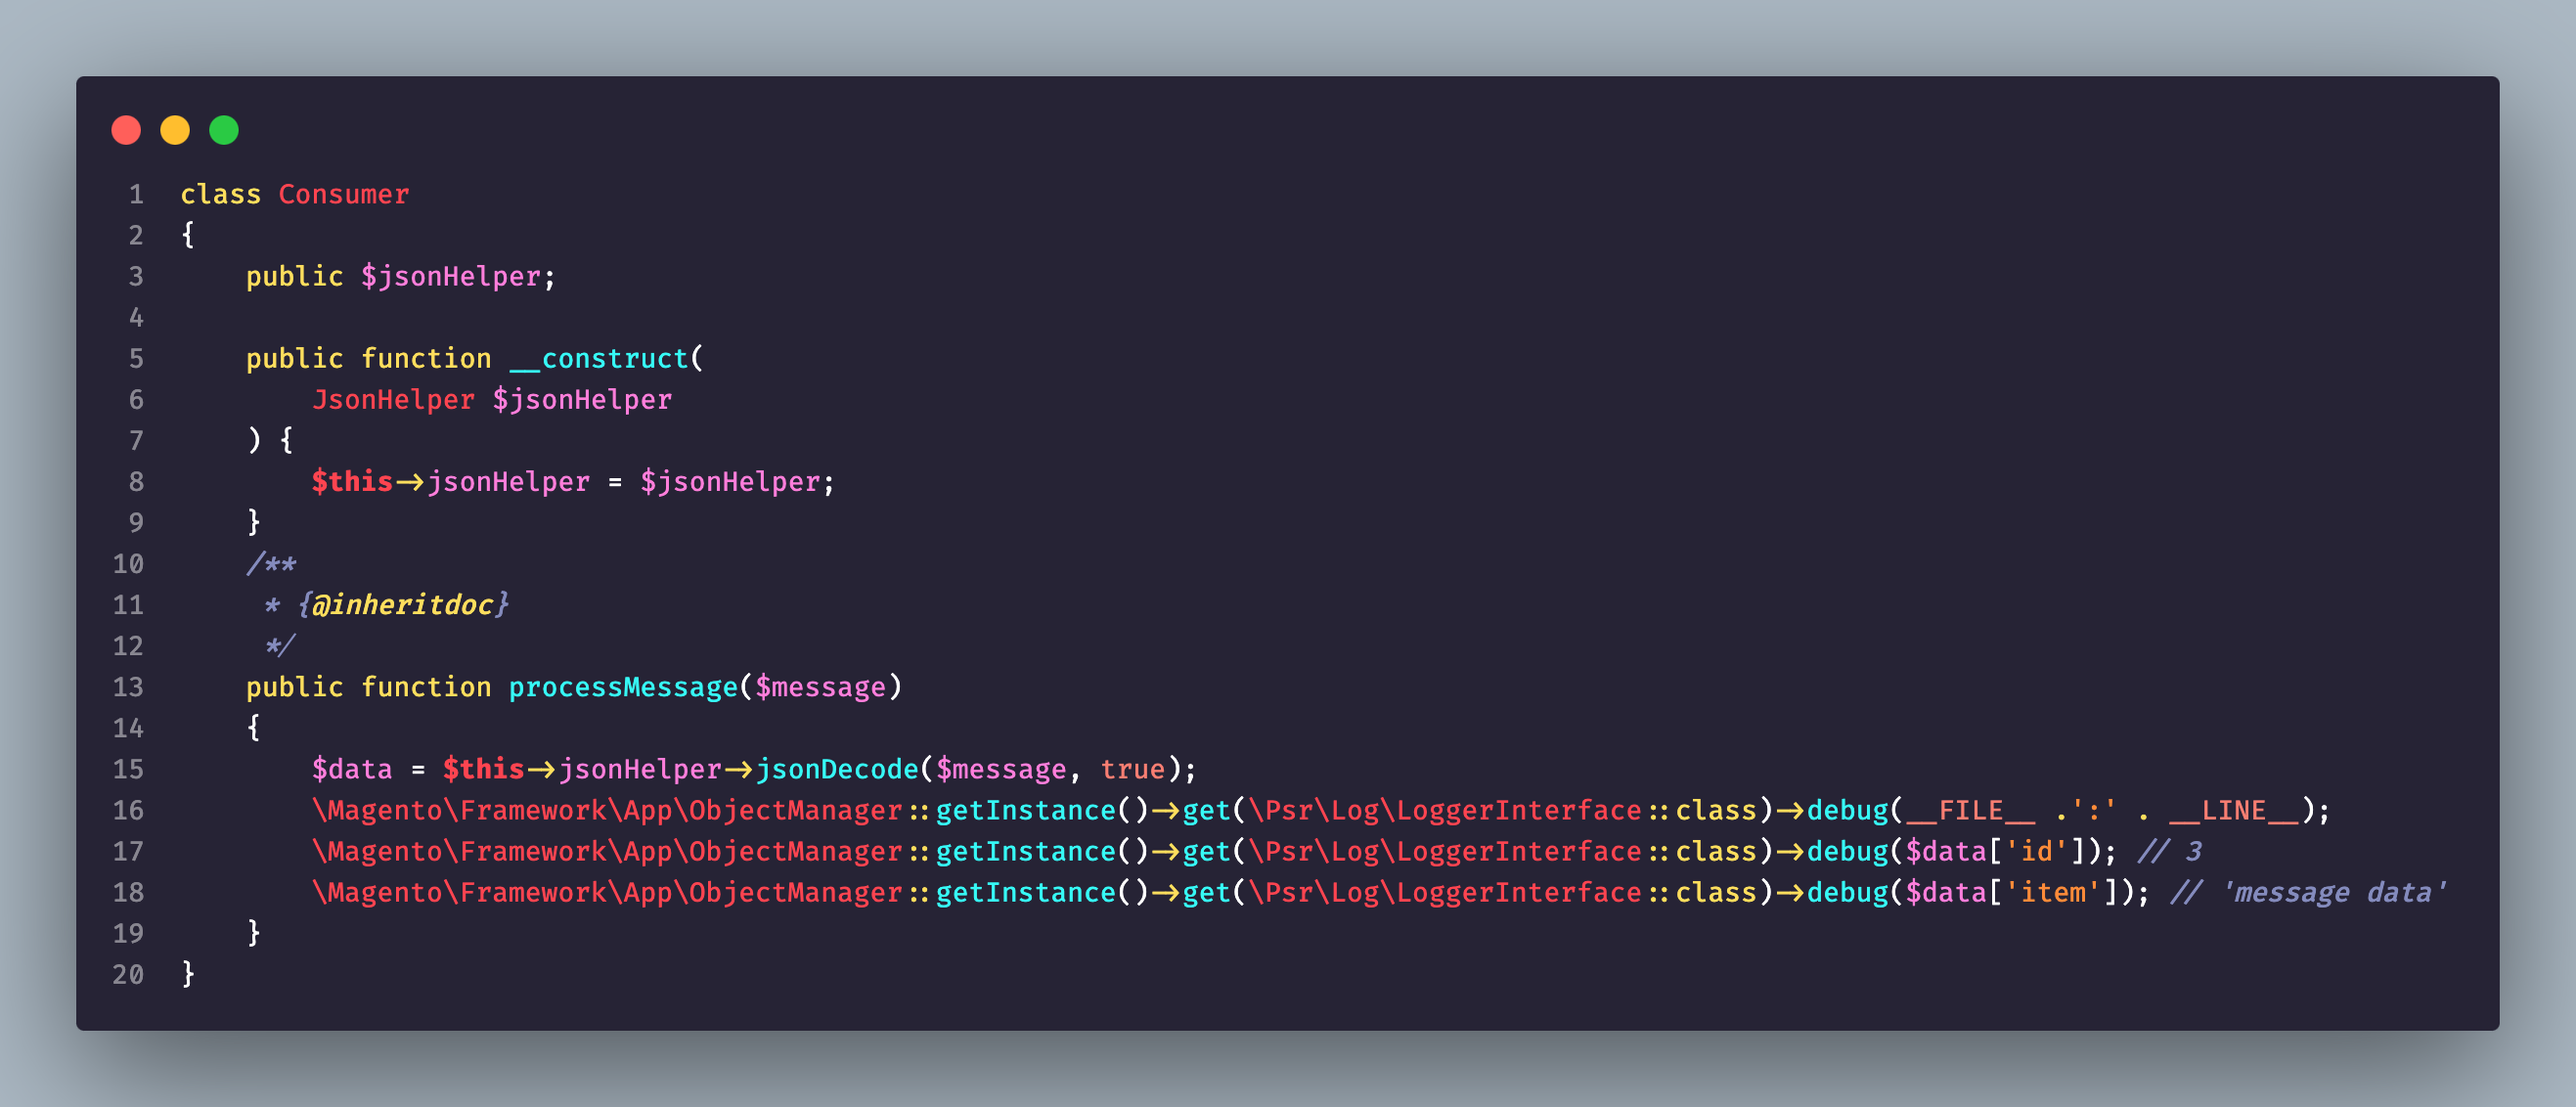 1 class Consumer
2 {
3     public $jsonHelper;
4
5     public function __construct(
6         JsonHelper $jsonHelper
7     ) {
8         $this->jsonHelper = $jsonHelper;
9     }
10     /**
11      * {@inheritdoc}
12      */
13     public function processMessage($message)
14     {
15         $data = $this->jsonHelper->jsonDecode($message, true);
16         \Magento\Framework\App\ObjectManager::getInstance()->get(\Psr\Log\LoggerInterface::class)->debug(__FILE__ .':' . __LINE__);
17         \Magento\Framework\App\ObjectManager::getInstance()->get(\Psr\Log\LoggerInterface::class)->debug($data['id']); // 3
18         \Magento\Framework\App\ObjectManager::getInstance()->get(\Psr\Log\LoggerInterface::class)->debug($data['item']); // 'message data'
19     }
20 }